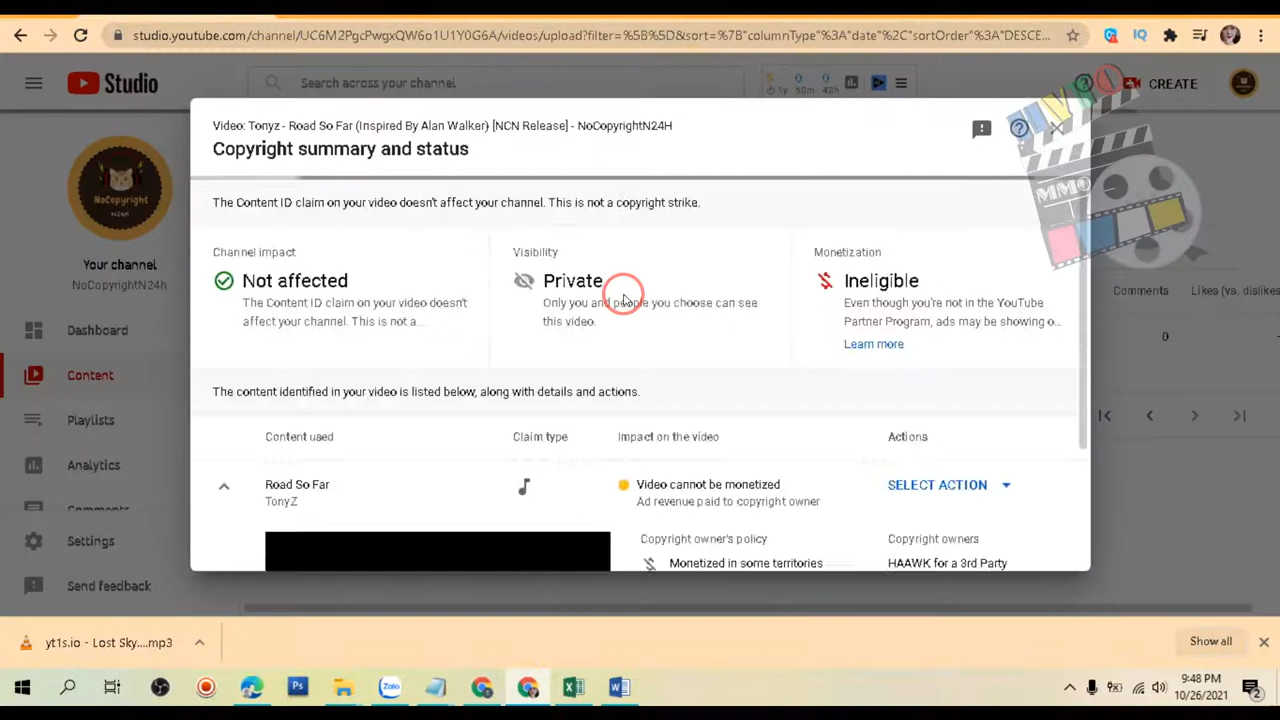 studio.youtube.com/channel/UC6M2PgcPwgxQW6o1U1Y0G6A/videos/upload?filter=%5B%5D&sort=%7B"columnType"%3A"date"%2C"sortOrder"%3A"DESCE...
Studio
Search across your channel
CREATE
Video: Tonyz - Road So Far (Inspired By Alan Walker) [NCN Release] - NoCopyrightN24H
Copyright summary and status
MMO
The Content ID claim on your video doesn't affect your channel. This is not a copyright strike.
NoCopyright
N24H
Your channel
NoCopyrightN24h
Channel impact
Not affected
The Content ID claim on your video doesn't
affect your channel. This is not a...
Visibility
Private
Only you and people you choose can see
this video.
Monetization
Ineligible
Even though you're not in the YouTube
Partner Program, ads may be showing o...
Learn more
Comments
Likes (vs. dislikes
0
Dashboard
Content
Playlists
Analytics
Comments
Settings
Send feedback
The content identified in your video is listed below, along with details and actions.
Content used
Claim type
Impact on the video
Actions
Road So Far
TonyZ
Video cannot be monetized
Ad revenue paid to copyright owner
SELECT ACTION
Copyright owner's policy
Monetized in some territories
Copyright owners
HAAWK for a 3rd Party
yt1s.io - Lost Sky....mp3
Show all
Zalo
9:48 PM
10/26/2021
2